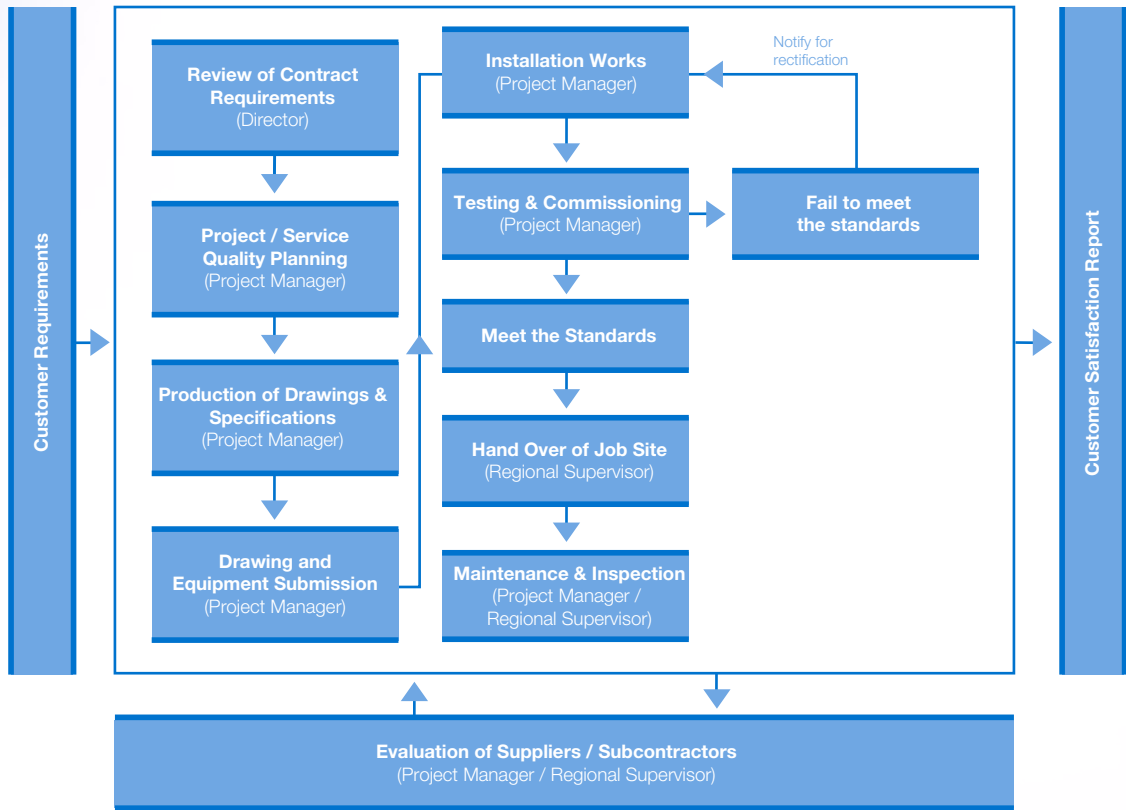 Customer Requirements
Review of Contract
Requirements
(Director)
Project / Service
Quality Planning
(Project Manager)
Production of Drawings &
Specifications
(Project Manager)
Drawing and
Equipment Submission
(Project Manager)
Installation Works
(Project Manager)
Notify for
rectification
Testing & Commissioning
(Project Manager)
Fail to meet
the standards
Meet the Standards
Hand Over of Job Site
(Regional Supervisor)
Maintenance & Inspection
(Project Manager /
Regional Supervisor)
Customer Satisfaction Report
Evaluation of Suppliers / Subcontractors
(Project Manager / Regional Supervisor)